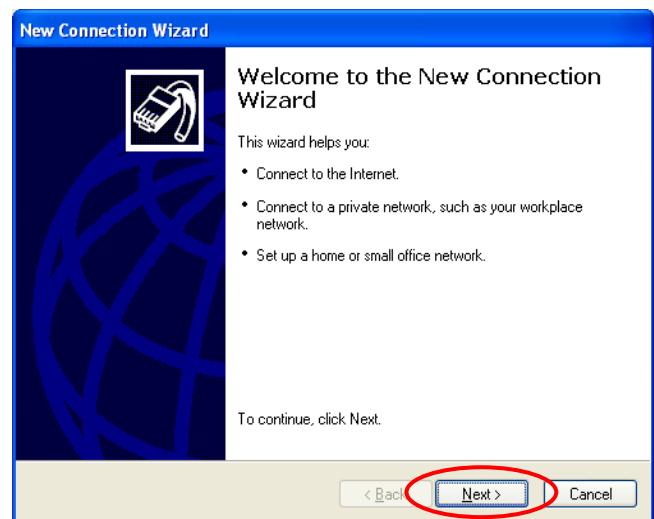 New Connection Wizard
Welcome to the New Connection
Wizard
This wizard helps you:
• Connect to the Internet.
• Connect to a private network, such as your workplace
network.
• Set up a home or small office network.
To continue, click Next.
< Back Next > Cancel